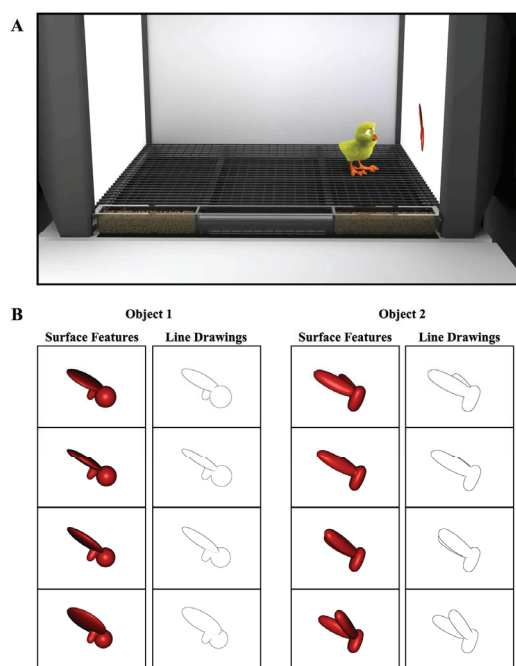 A
B
Object 1 Object 2
Surface Features Line Drawings Surface Features Line Drawings